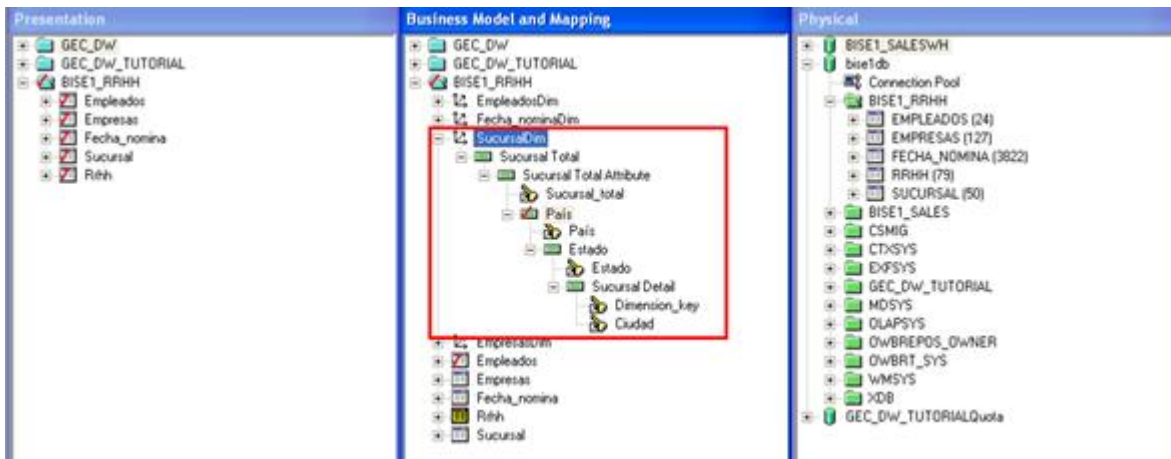 Presentation
GEC_DW
GEC_DW_TUTORIAL
BISE1_RRHH
Empleados
Empresas
Fecha_nomina
Sucursal
Rrhh
Business Model and Mapping
GEC_DW
GEC_DW_TUTORIAL
BISE1_RRHH
EmpleadosDim
Fecha_nominaDim
SucursalDim
Sucursal Total
Sucursal Total Attribute
Sucursal_total
País
País
Estado
Estado
Sucursal Detail
Dimension_key
Ciudad
EmpresasDim
Empleados
Empresas
Fecha_nomina
Rrhh
Sucursal
Physical
BISE1_SALESWH
bise1db
Connection Pool
BISE1_RRHH
EMPLEADOS (24)
EMPRESAS (127)
FECHA_NOMINA (3822)
RRHH (79)
SUCURSAL (50)
BISE1_SALES
CSMIG
CTXSYS
EXFSYS
GEC_DW_TUTORIAL
MDSYS
OLAPSYS
OWBREPOS_OWNER
OWBRT_SYS
WMSYS
XDB
GEC_DW_TUTORIALQuota